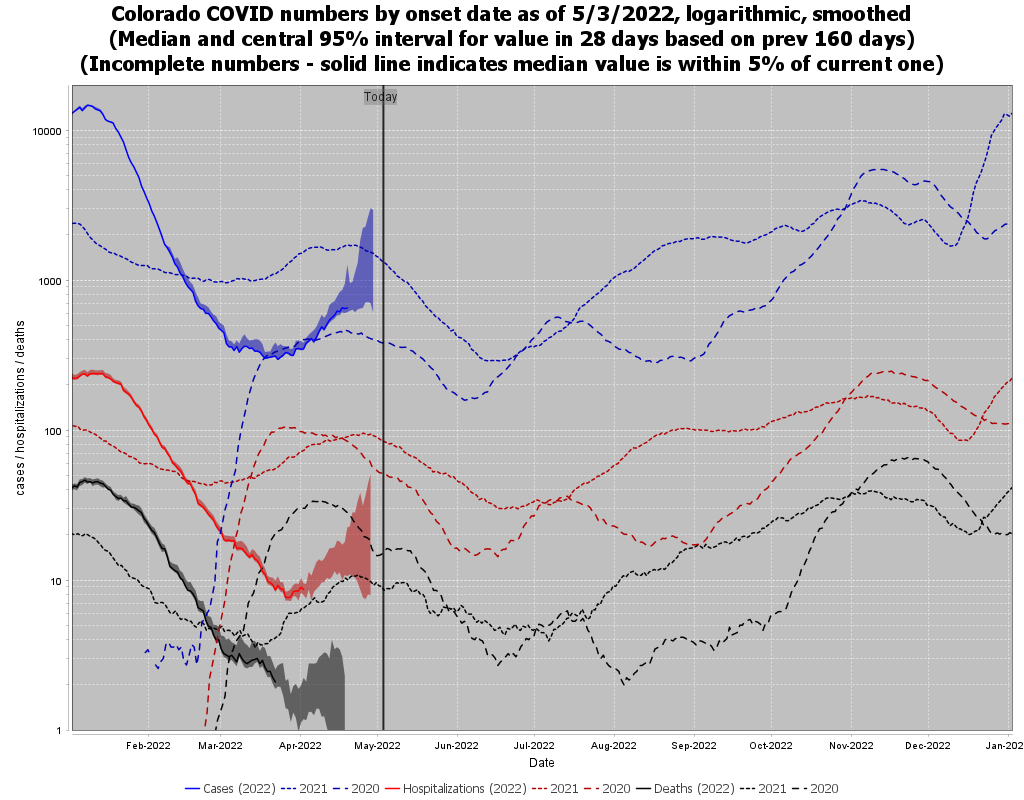 Colorado COVID numbers by onset date as of 5/3/2022, logarithmic, smoothed
(Median and central 95% interval for value in 28 days based on prev 160 days)
(Incomplete numbers - solid line indicates median value is within 5% of current one)
Today
cases / hospitalizations / deaths
10000
1000
100
10
1
Feb-2022 Mar-2022 Apr-2022 May-2022 Jun-2022 Jul-2022 Aug-2022 Sep-2022 Oct-2022 Nov-2022 Dec-2022 Jan-202
Date
Cases (2022) 2021 2020 Hospitalizations (2022) 2021 2020 Deaths (2022) 2021 2020